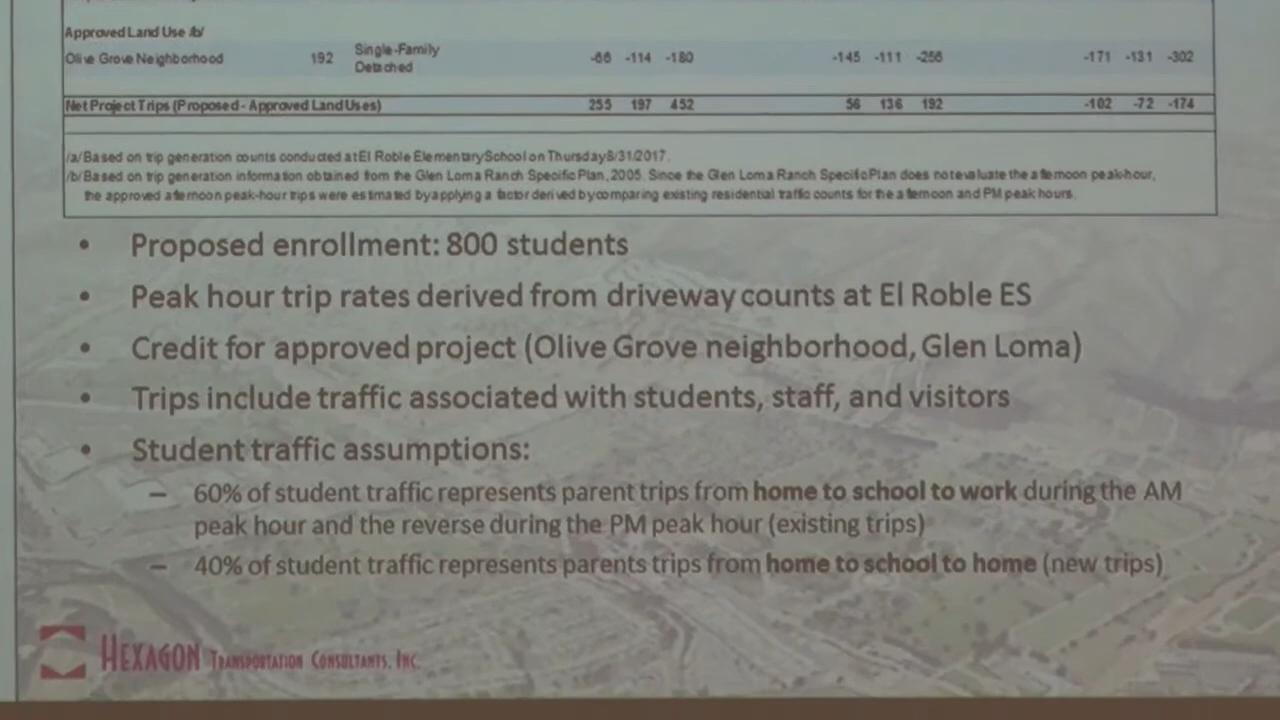 Approved Land Use /b/
Olive Grove Neighborhood 192 Single-Family Detached -66 -114 -180 -145 -111 -256 -171 -131 -302
Net Project Trips (Proposed - Approved Land Uses) 255 197 452 56 136 192 -102 -72 -174
/a/ Based on trip generation counts conducted at El Roble Elementary School on Thursday 8/31/2017.
/b/ Based on trip generation information obtained from the Glen Loma Ranch Specific Plan, 2005. Since the Glen Loma Ranch Specific Plan does not evaluate the afternoon peak-hour,
the approved afternoon peak-hour trips were estimated by applying a factor derived by comparing existing residential traffic counts for the afternoon and PM peak hours.
• Proposed enrollment: 800 students
• Peak hour trip rates derived from driveway counts at El Roble ES
• Credit for approved project (Olive Grove neighborhood, Glen Loma)
• Trips include traffic associated with students, staff, and visitors
• Student traffic assumptions:
– 60% of student traffic represents parent trips from home to school to work during the AM
peak hour and the reverse during the PM peak hour (existing trips)
– 40% of student traffic represents parents trips from home to school to home (new trips)
HEXAGON TRANSPORTATION CONSULTANTS, INC.